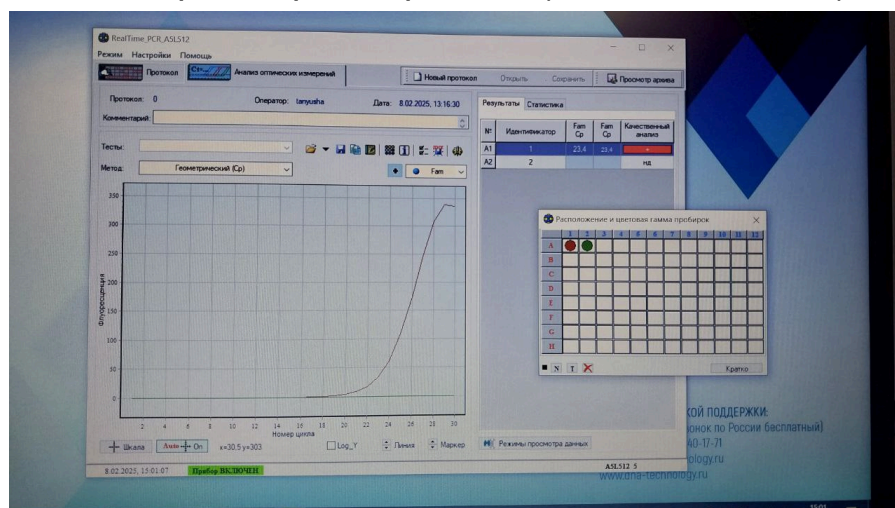 RealTime_PCR_A5L512
Режим Настройки Помощь
Протокол
Анализ оптических измерений
Новый протокол
Открыть
Сохранить
Просмотр архива
Протокол: 0
Оператор: tanyusha
Дата: 8.02.2025, 13:16:30
Комментарий:
Тесты:
Метод: Геометрический (Cp)
Fam
Результаты Статистика
№ Идентификатор Fam Cp Fam Cp Качественный анализ
A1 1 23.4 23.4 +
A2 2 нд
Флуоресценция
350
300
250
200
150
100
50
0
2 4 6 8 10 12 14 16 18 20 22 24 26 28 30
Номер цикла
Шкала
Auto On
x=30.5 y=303
Log_Y
Линия
Маркер
Режимы просмотра данных
8.02.2025, 15:01:07
Прибор ВКЛЮЧЕН
A5L512 5
Расположение и цветовая гамма пробирок
1 2 3 4 5 6 7 8 9 10 11 12
A
B
C
D
E
F
G
H
N T
Кратко
ОЙ ПОДДЕРЖКИ:
онок по России бесплатный)
40-17-71
ology.ru
www.dna-technology.ru
15:01